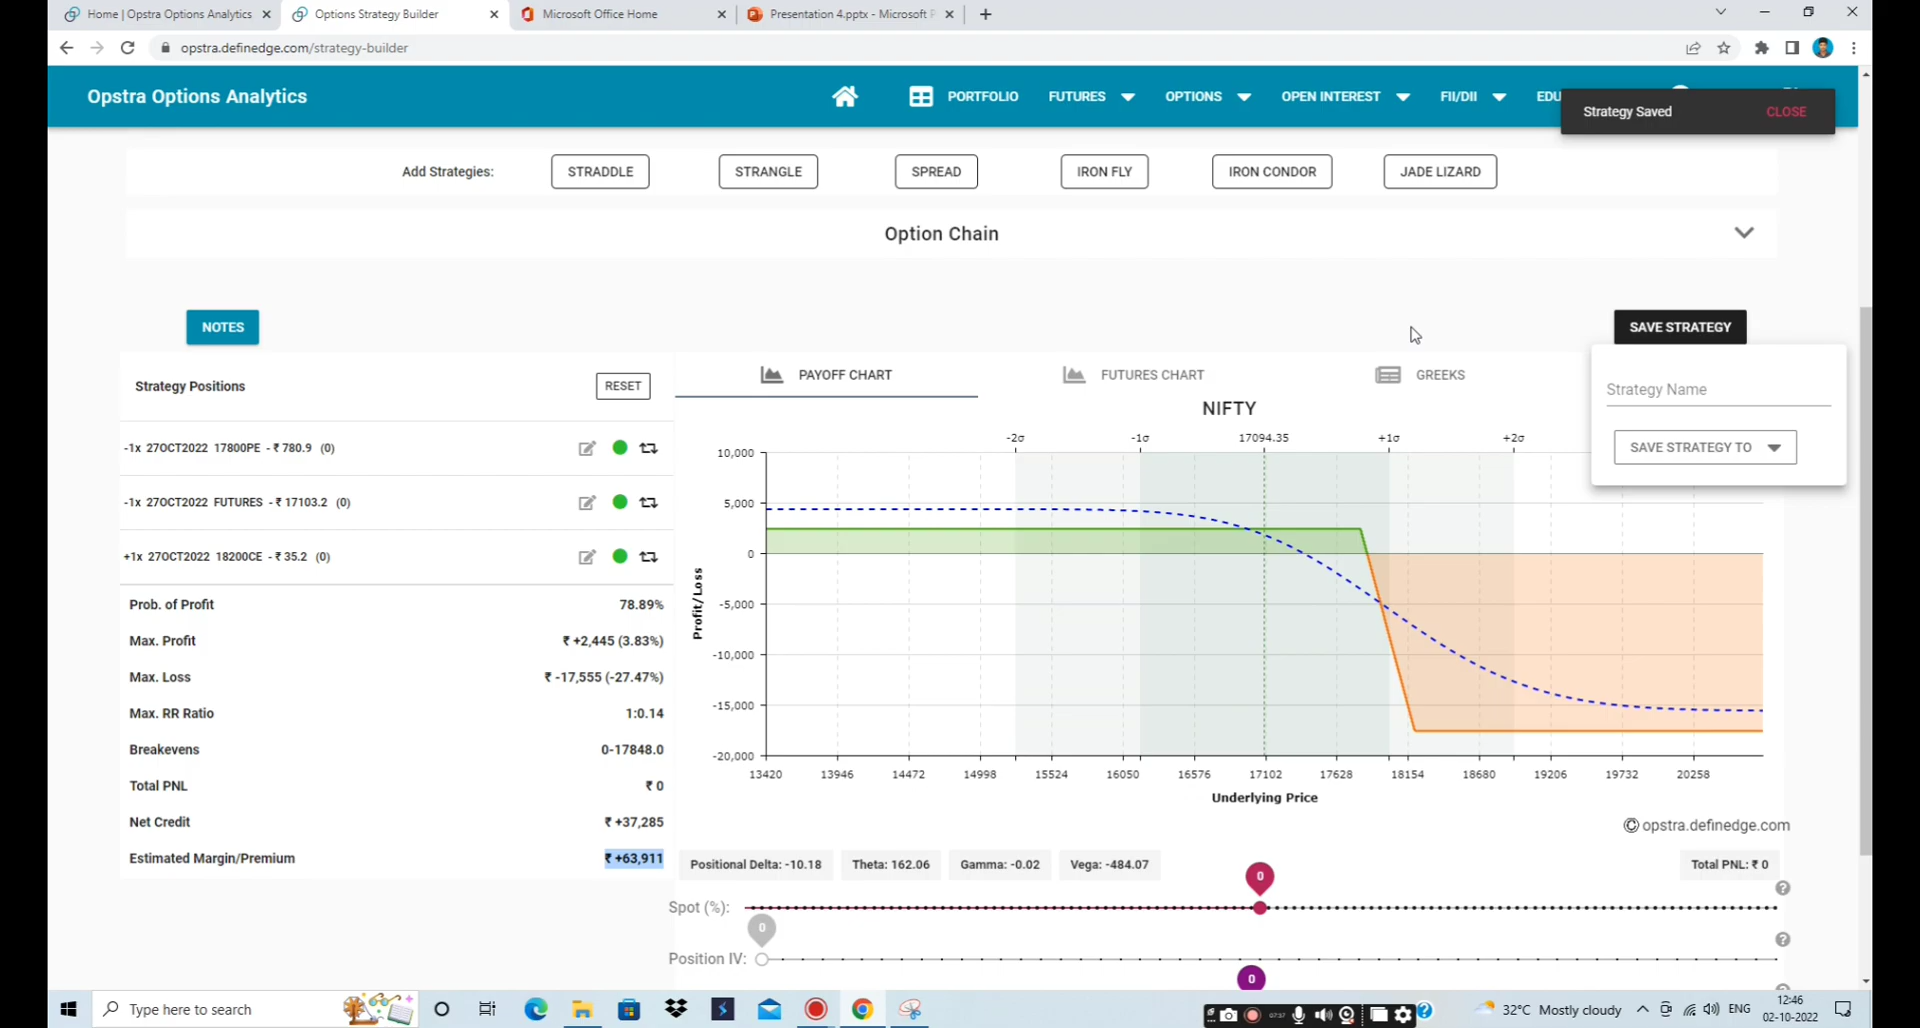 Home | Opstra Options Analytics
Options Strategy Builder
Microsoft Office Home
Presentation 4.pptx - Microsoft P
opstra.definedge.com/strategy-builder
Opstra Options Analytics
PORTFOLIO
FUTURES
OPTIONS
OPEN INTEREST
FII/DII
EDU
Strategy Saved
CLOSE
Add Strategies:
STRADDLE
STRANGLE
SPREAD
IRON FLY
IRON CONDOR
JADE LIZARD
Option Chain
NOTES
SAVE STRATEGY
Strategy Name
SAVE STRATEGY TO
Strategy Positions
RESET
PAYOFF CHART
FUTURES CHART
GREEKS
-1x 27OCT2022 17800PE - ₹ 780.9 (0)
-1x 27OCT2022 FUTURES - ₹ 17103.2 (0)
+1x 27OCT2022 18200CE - ₹ 35.2 (0)
Prob. of Profit 78.89%
Max. Profit ₹ +2,445 (3.83%)
Max. Loss ₹ -17,555 (-27.47%)
Max. RR Ratio 1:0.14
Breakevens 0-17848.0
Total PNL ₹ 0
Net Credit ₹ +37,285
Estimated Margin/Premium ₹ +63,911
NIFTY
-2σ -1σ 17094.35 +1σ +2σ
10,000
5,000
0
-5,000
-10,000
-15,000
-20,000
Profit/Loss
13420 13946 14472 14998 15524 16050 16576 17102 17628 18154 18680 19206 19732 20258
Underlying Price
© opstra.definedge.com
Positional Delta: -10.18
Theta: 162.06
Gamma: -0.02
Vega: -484.07
Total PNL: ₹ 0
0
Spot (%):
0
Position IV:
0
Type here to search
32°C Mostly cloudy
ENG
12:46
02-10-2022